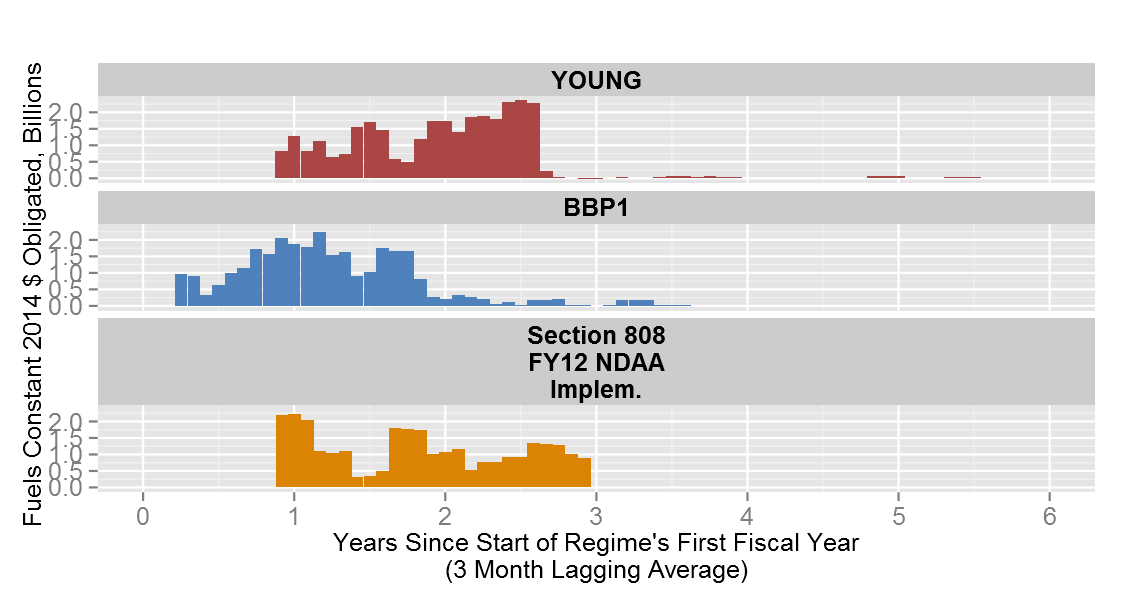 Fuels Constant 2014 $ Obligated, Billions
YOUNG
2.0
1.5
1.0
0.5
0.0
BBP1
2.0
1.5
1.0
0.5
0.0
Section 808
FY12 NDAA
Implem.
2.0
1.5
1.0
0.5
0.0
0 1 2 3 4 5 6
Years Since Start of Regime's First Fiscal Year
(3 Month Lagging Average)